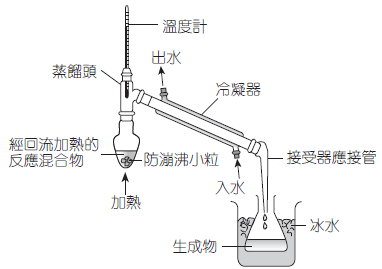 溫度計
出水
蒸餾頭
冷凝器
經回流加熱的
反應混合物
防漰沸小粒
接受器應接管
加熱
入水
冰水
生成物